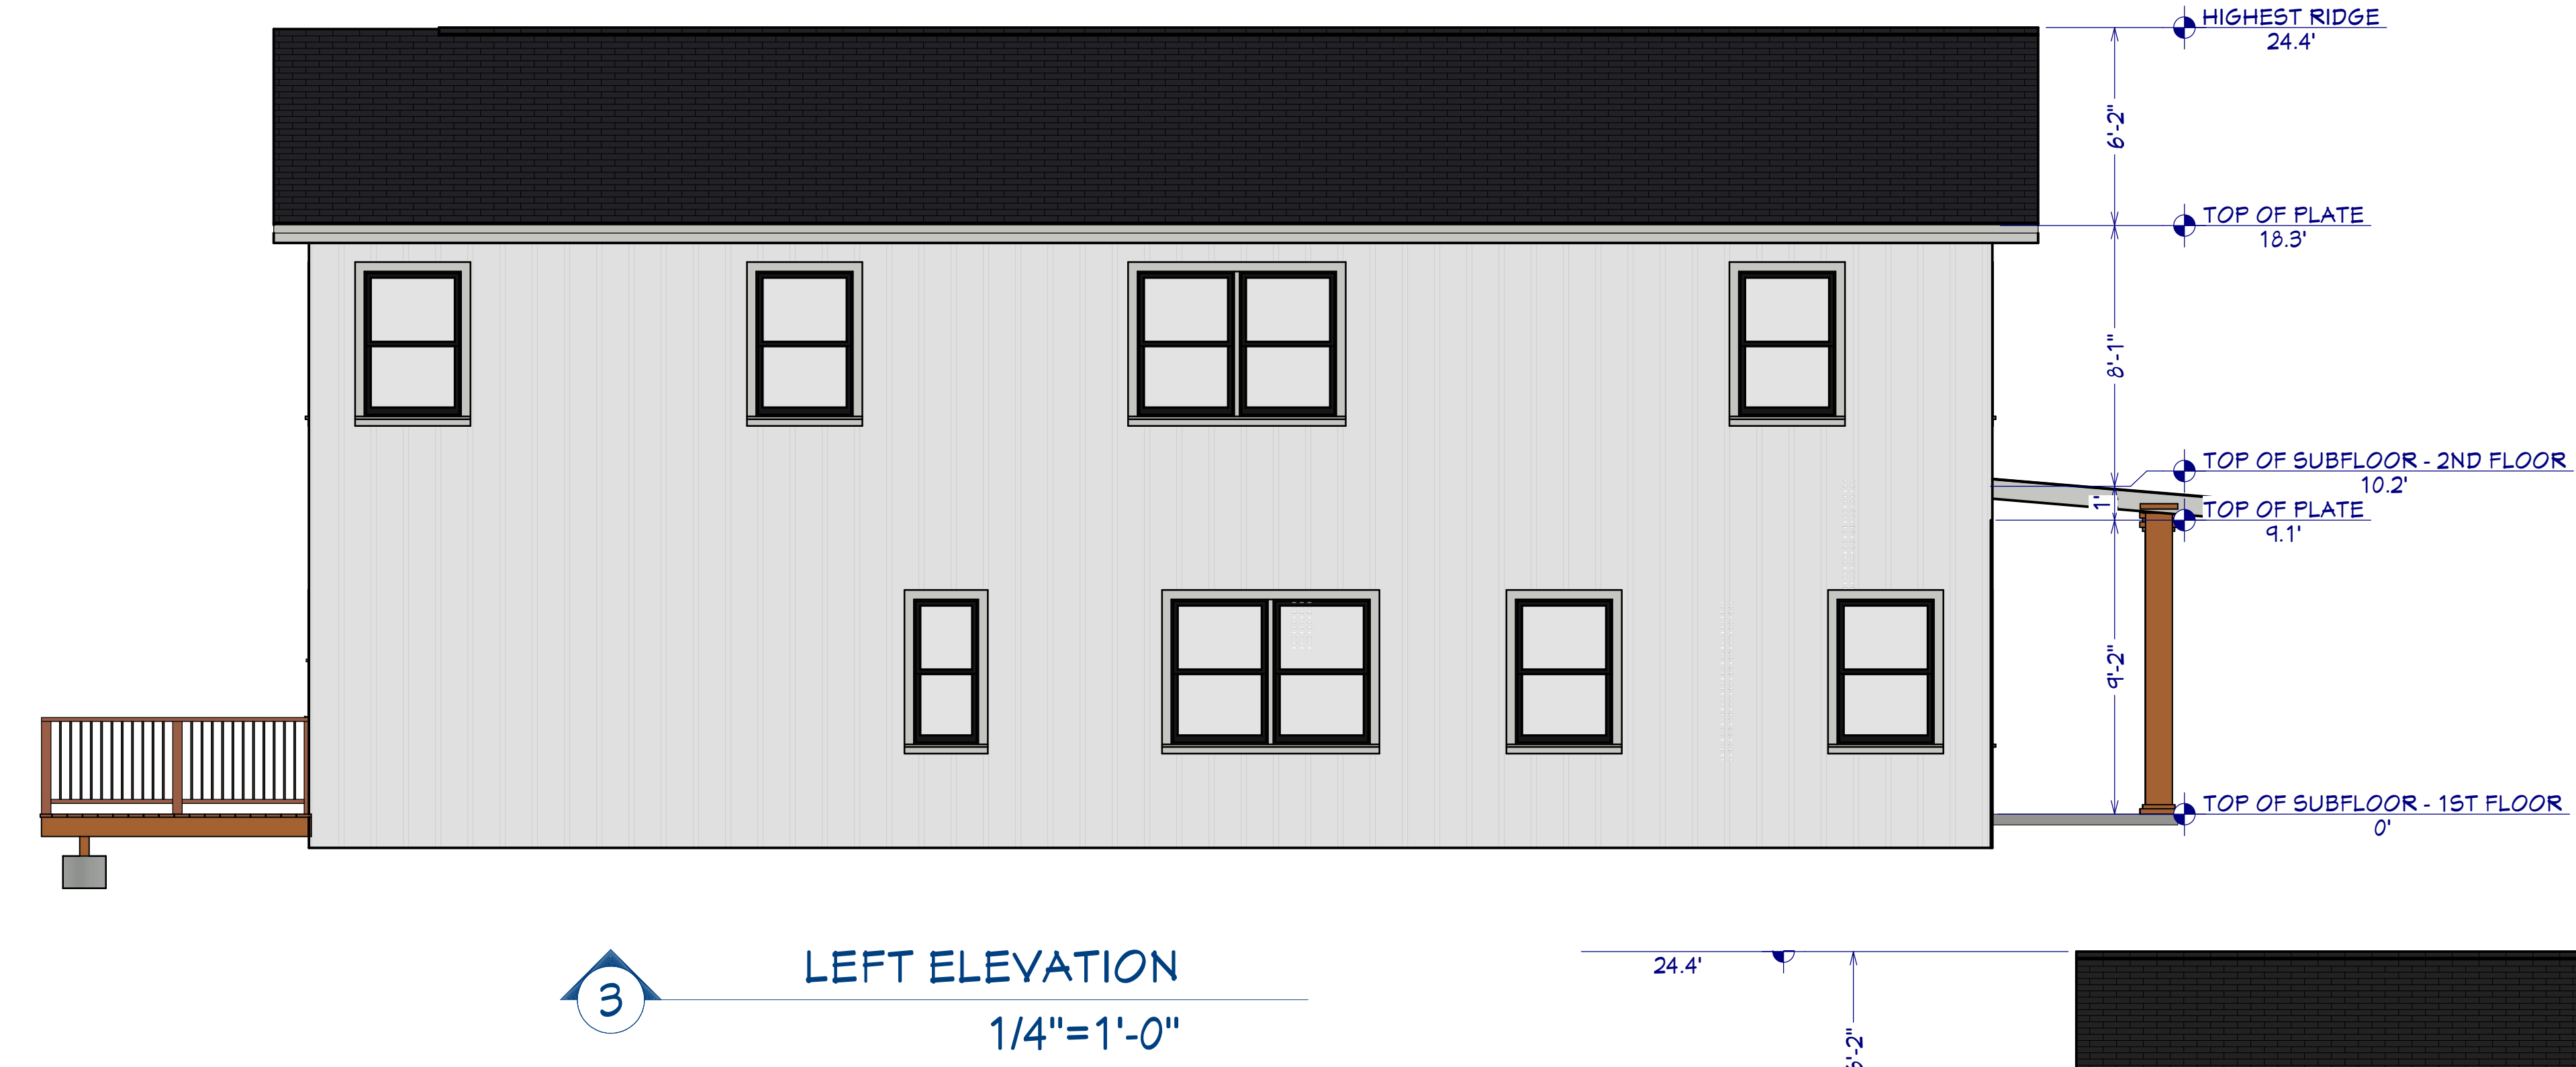 HIGHEST RIDGE
24.4'
6'-2"
TOP OF PLATE
18.3'
8'-1"
TOP OF SUBFLOOR - 2ND FLOOR
10.2'
1'
TOP OF PLATE
9.1'
9'-2"
TOP OF SUBFLOOR - 1ST FLOOR
0'
LEFT ELEVATION
3
1/4"=1'-0"
24.4'